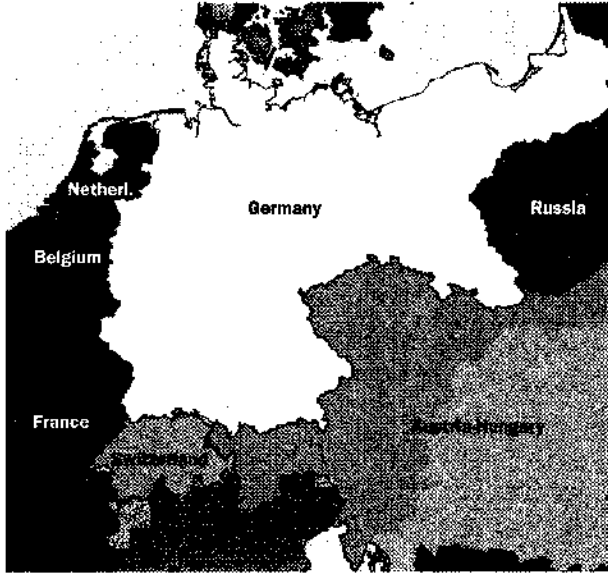 Netherl.
Germany
Russia
Belgium
France
Austria-Hungary
Switzerland